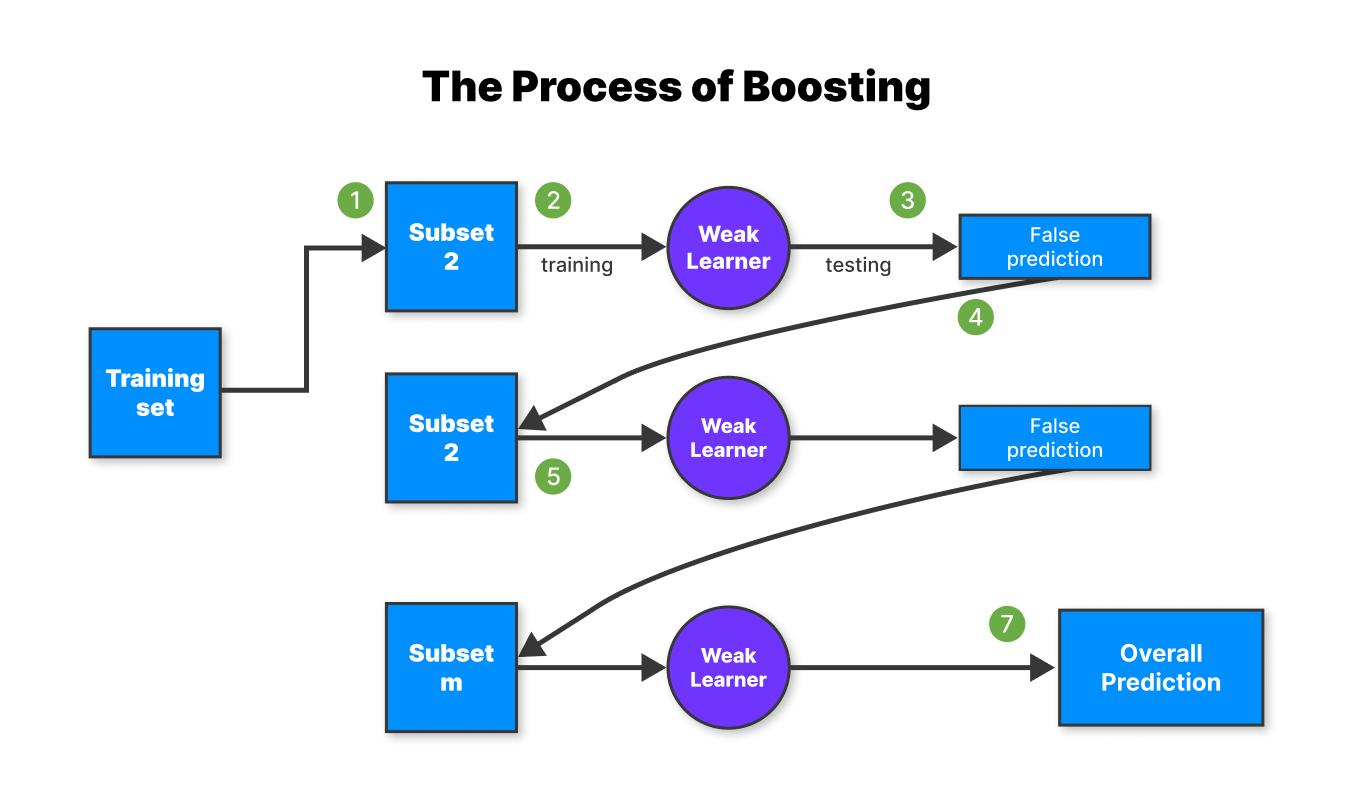 The Process of Boosting
1
Subset
2
2
training
Weak
Learner
3
testing
False
prediction
4
Training
set
Subset
2
5
Weak
Learner
False
prediction
Subset
m
Weak
Learner
7
Overall
Prediction